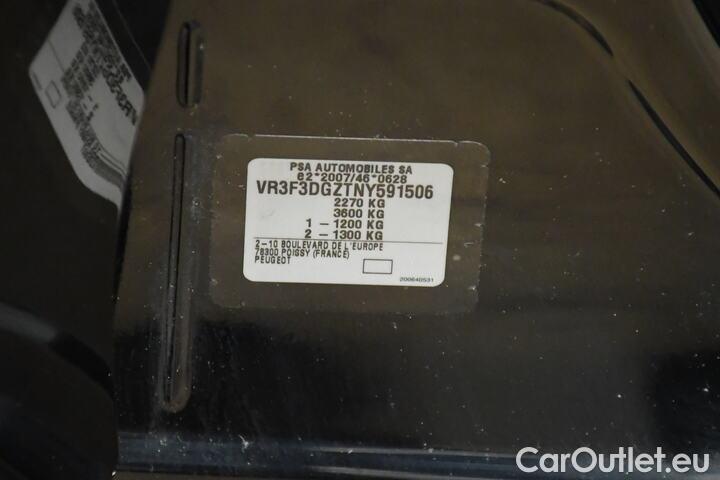 PSA AUTOMOBILES SA
e2*2007/46*0628
VR3F3DGZTNY591506
2270 KG
3600 KG
1 - 1200 KG
2 - 1300 KG
2-10 BOULEVARD DE L'EUROPE
78300 POISSY (FRANCE)
PEUGEOT
200640531
CarOutlet.eu